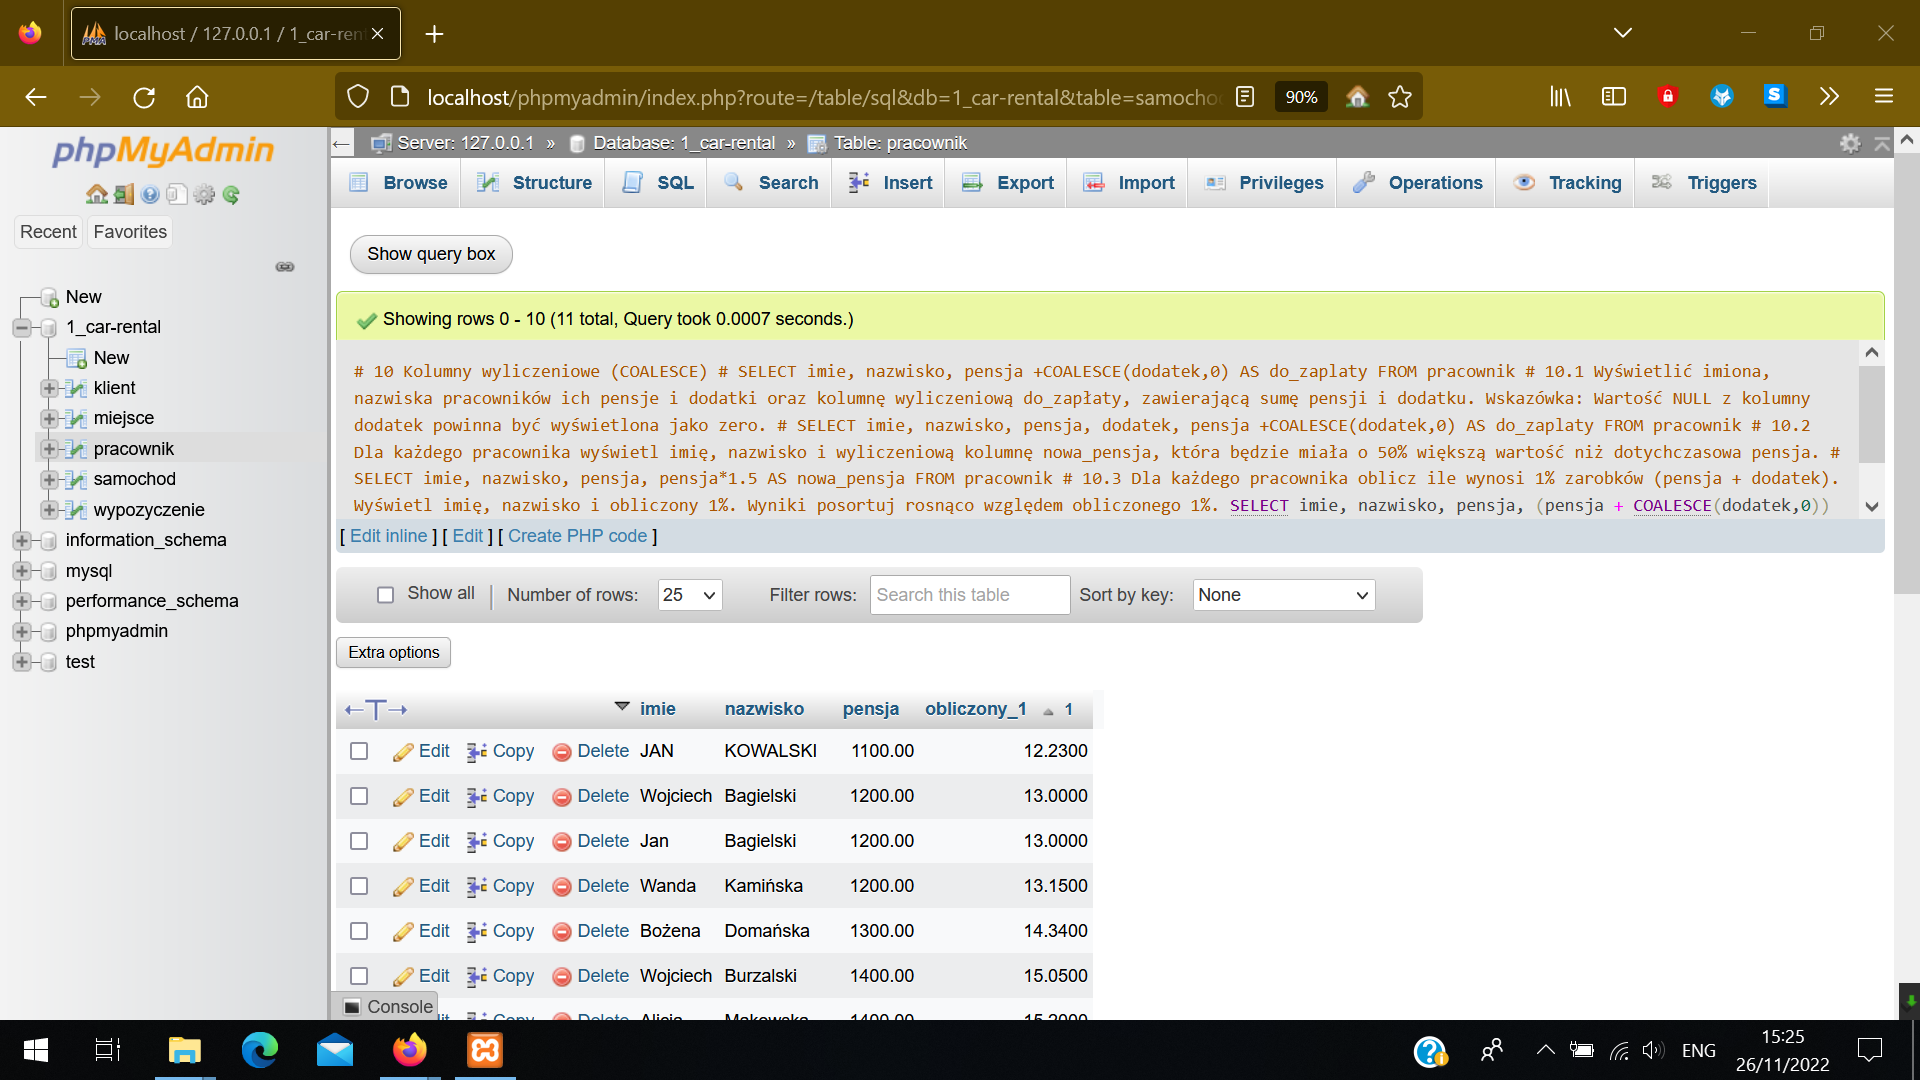 localhost / 127.0.0.1 / 1_car-ren
localhost/phpmyadmin/index.php?route=/table/sql&db=1_car-rental&table=samocho
90%
phpMyAdmin
Recent
Favorites
New
1_car-rental
New
klient
miejsce
pracownik
samochod
wypozyczenie
information_schema
mysql
performance_schema
phpmyadmin
test
Server: 127.0.0.1 » Database: 1_car-rental » Table: pracownik
Browse Structure SQL Search Insert Export Import Privileges Operations Tracking Triggers
Show query box
Showing rows 0 - 10 (11 total, Query took 0.0007 seconds.)
# 10 Kolumny wyliczeniowe (COALESCE) # SELECT imie, nazwisko, pensja +COALESCE(dodatek,0) AS do_zaplaty FROM pracownik # 10.1 Wyświetlić imiona,
nazwiska pracowników ich pensje i dodatki oraz kolumnę wyliczeniową do_zapłaty, zawierającą sumę pensji i dodatku. Wskazówka: Wartość NULL z kolumny
dodatek powinna być wyświetlona jako zero. # SELECT imie, nazwisko, pensja, dodatek, pensja +COALESCE(dodatek,0) AS do_zaplaty FROM pracownik # 10.2
Dla każdego pracownika wyświetl imię, nazwisko i wyliczeniową kolumnę nowa_pensja, która będzie miała o 50% większą wartość niż dotychczasowa pensja. #
SELECT imie, nazwisko, pensja, pensja*1.5 AS nowa_pensja FROM pracownik # 10.3 Dla każdego pracownika oblicz ile wynosi 1% zarobków (pensja + dodatek).
Wyświetl imię, nazwisko i obliczony 1%. Wyniki posortuj rosnąco względem obliczonego 1%. SELECT imie, nazwisko, pensja, (pensja + COALESCE(dodatek,0))
[ Edit inline ] [ Edit ] [ Create PHP code ]
Show all Number of rows: 25 Filter rows: Search this table Sort by key: None
Extra options
imie nazwisko pensja obliczony_1 1
Edit Copy Delete JAN KOWALSKI 1100.00 12.2300
Edit Copy Delete Wojciech Bagielski 1200.00 13.0000
Edit Copy Delete Jan Bagielski 1200.00 13.0000
Edit Copy Delete Wanda Kamińska 1200.00 13.1500
Edit Copy Delete Bożena Domańska 1300.00 14.3400
Edit Copy Delete Wojciech Burzalski 1400.00 15.0500
Console
Copy Delete Alicja Makowska 1400.00 15.2000
ENG
15:25
26/11/2022